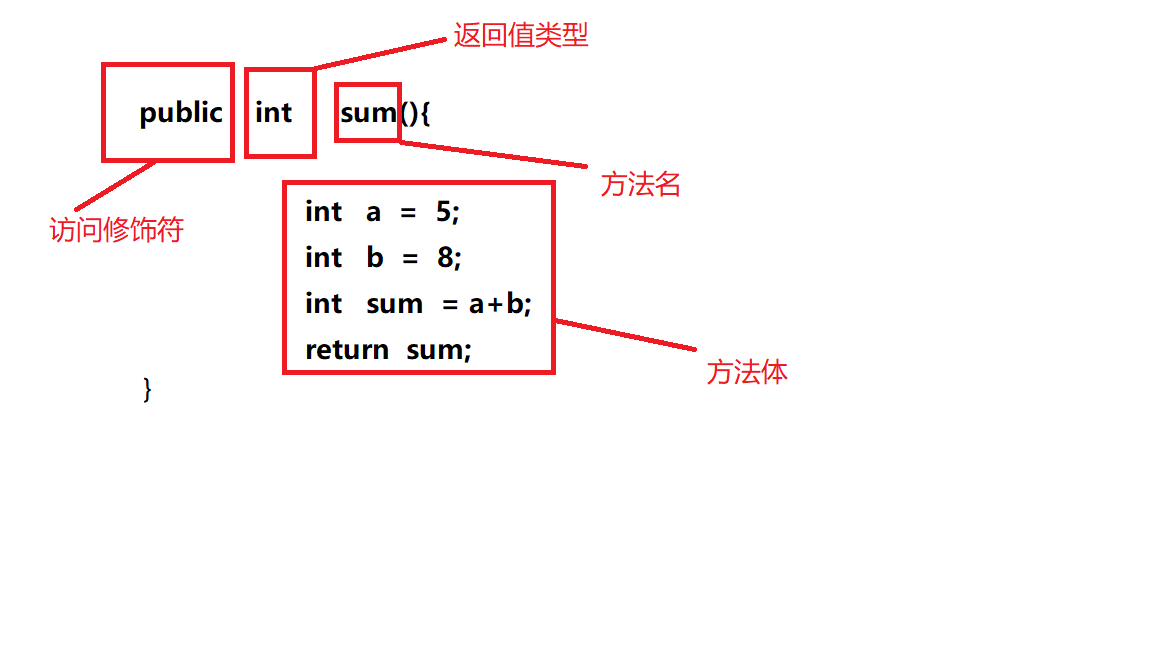 返回值类型
public int sum(){
方法名
int a = 5;
访问修饰符
int b = 8;
int sum = a+b;
return sum;
方法体
}